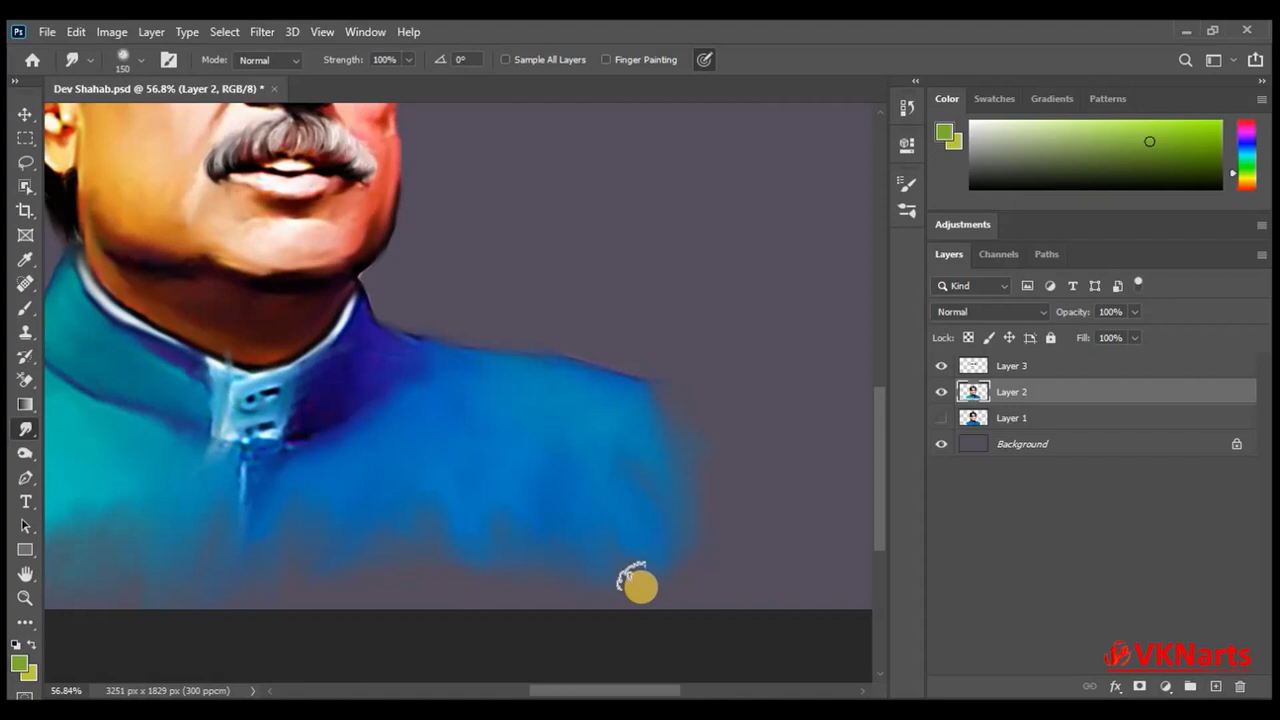 Ps File Edit Image Layer Type Select Filter 3D View Window Help
150 Mode: Normal Strength: 100% 0° Sample All Layers Finger Painting
Dev Shahab.psd @ 56.8% (Layer 2, RGB/8) *
Color Swatches Gradients Patterns
Adjustments
Layers Channels Paths
Kind
Normal Opacity: 100%
Lock: Fill: 100%
Layer 3
Layer 2
Layer 1
Background
VKNarts
56.84% 3251 px x 1829 px (300 ppcm)
fx